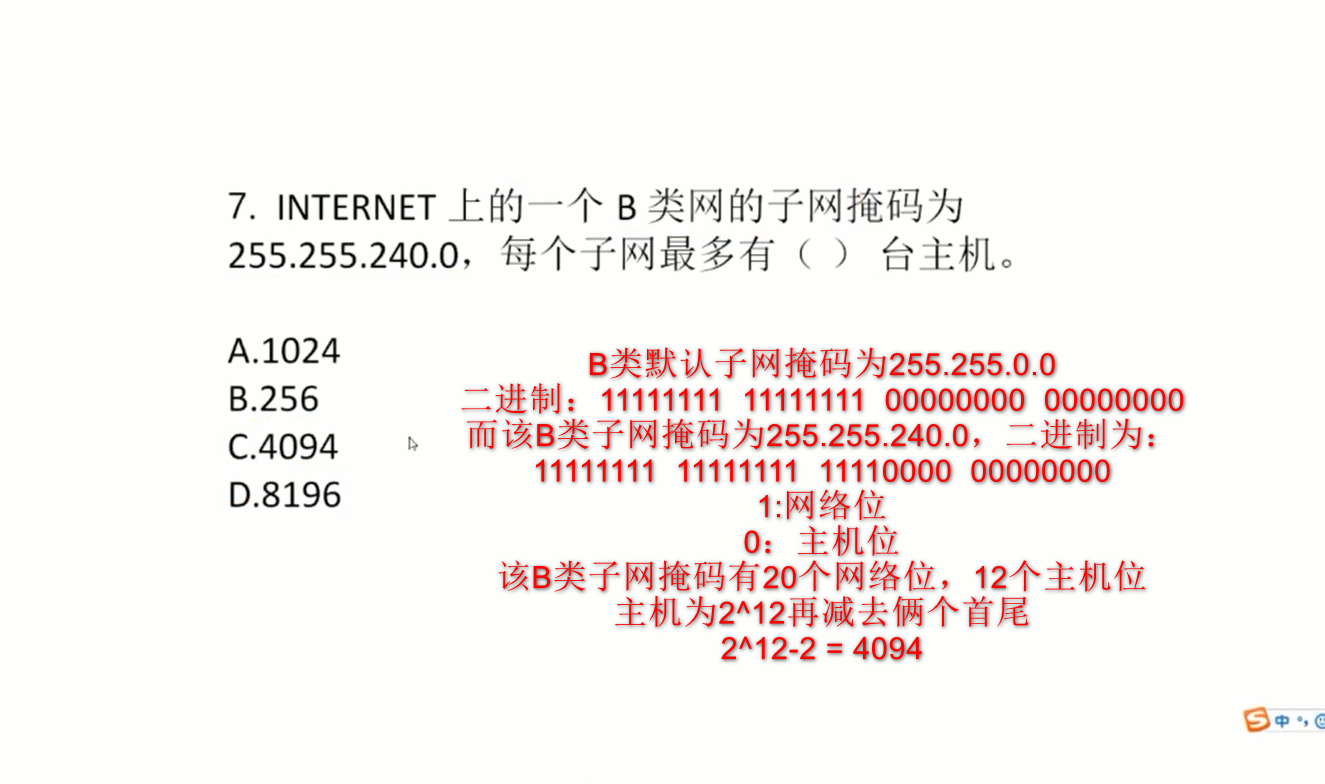 7. INTERNET 上的一个 B 类网的子网掩码为
255.255.240.0，每个子网最多有（ ） 台主机。
A.1024
B.256
C.4094
D.8196
B类默认子网掩码为255.255.0.0
二进制：11111111 11111111 00000000 00000000
而该B类子网掩码为255.255.240.0，二进制为：
11111111 11111111 11110000 00000000
1:网络位
0：主机位
该B类子网掩码有20个网络位，12个主机位
主机为2^12再减去俩个首尾
2^12-2 = 4094
S 中